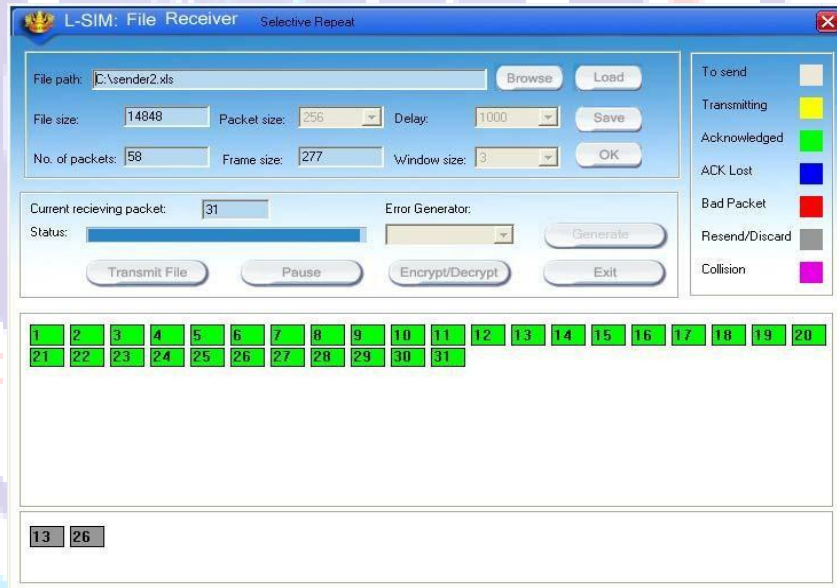 L-SIM: File Receiver Selective Repeat
File path: C:\sender2.xls Browse Load
File size: 14848 Packet size: 256 Delay: 1000 Save
No. of packets: 58 Frame size: 277 Window size: 3 OK
Current recieving packet: 31 Error Generator:
Status: Generate
Transmit File Pause Encrypt/Decrypt Exit
To send
Transmitting
Acknowledged
ACK Lost
Bad Packet
Resend/Discard
Collision
1 2 3 4 5 6 7 8 9 10 11 12 13 14 15 16 17 18 19 20
21 22 23 24 25 26 27 28 29 30 31
13 26